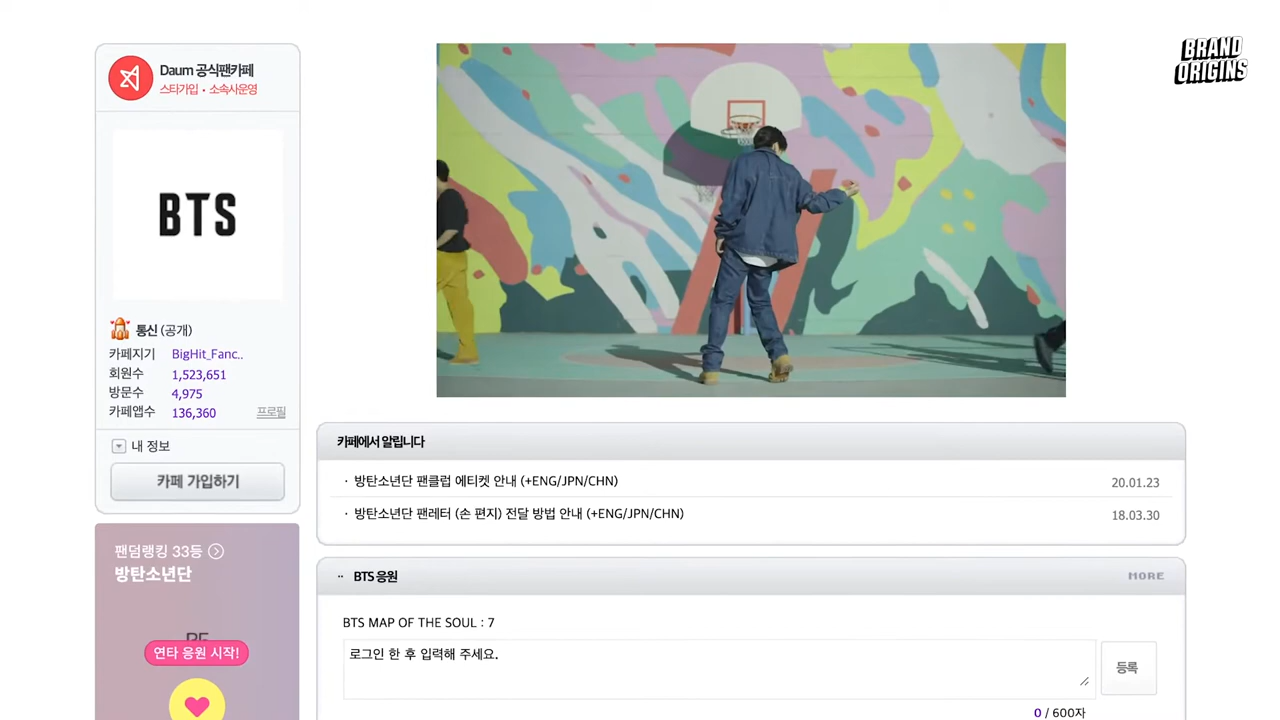 BRAND
ORIGINS
Daum 공식팬카페
스타가입 · 소속사운영
BTS
통신 (공개)
카페지기 BigHit_Fanc..
회원수 1,523,651
방문수 4,975
카페앱수 136,360 프로필
내 정보
카페 가입하기
팬덤랭킹 33등
방탄소년단
연타 응원 시작!
카페에서 알립니다
· 방탄소년단 팬클럽 에티켓 안내 (+ENG/JPN/CHN) 20.01.23
· 방탄소년단 팬레터 (손 편지) 전달 방법 안내 (+ENG/JPN/CHN) 18.03.30
BTS 응원 MORE
BTS MAP OF THE SOUL : 7
로그인 한 후 입력해 주세요.
등록
0 / 600자